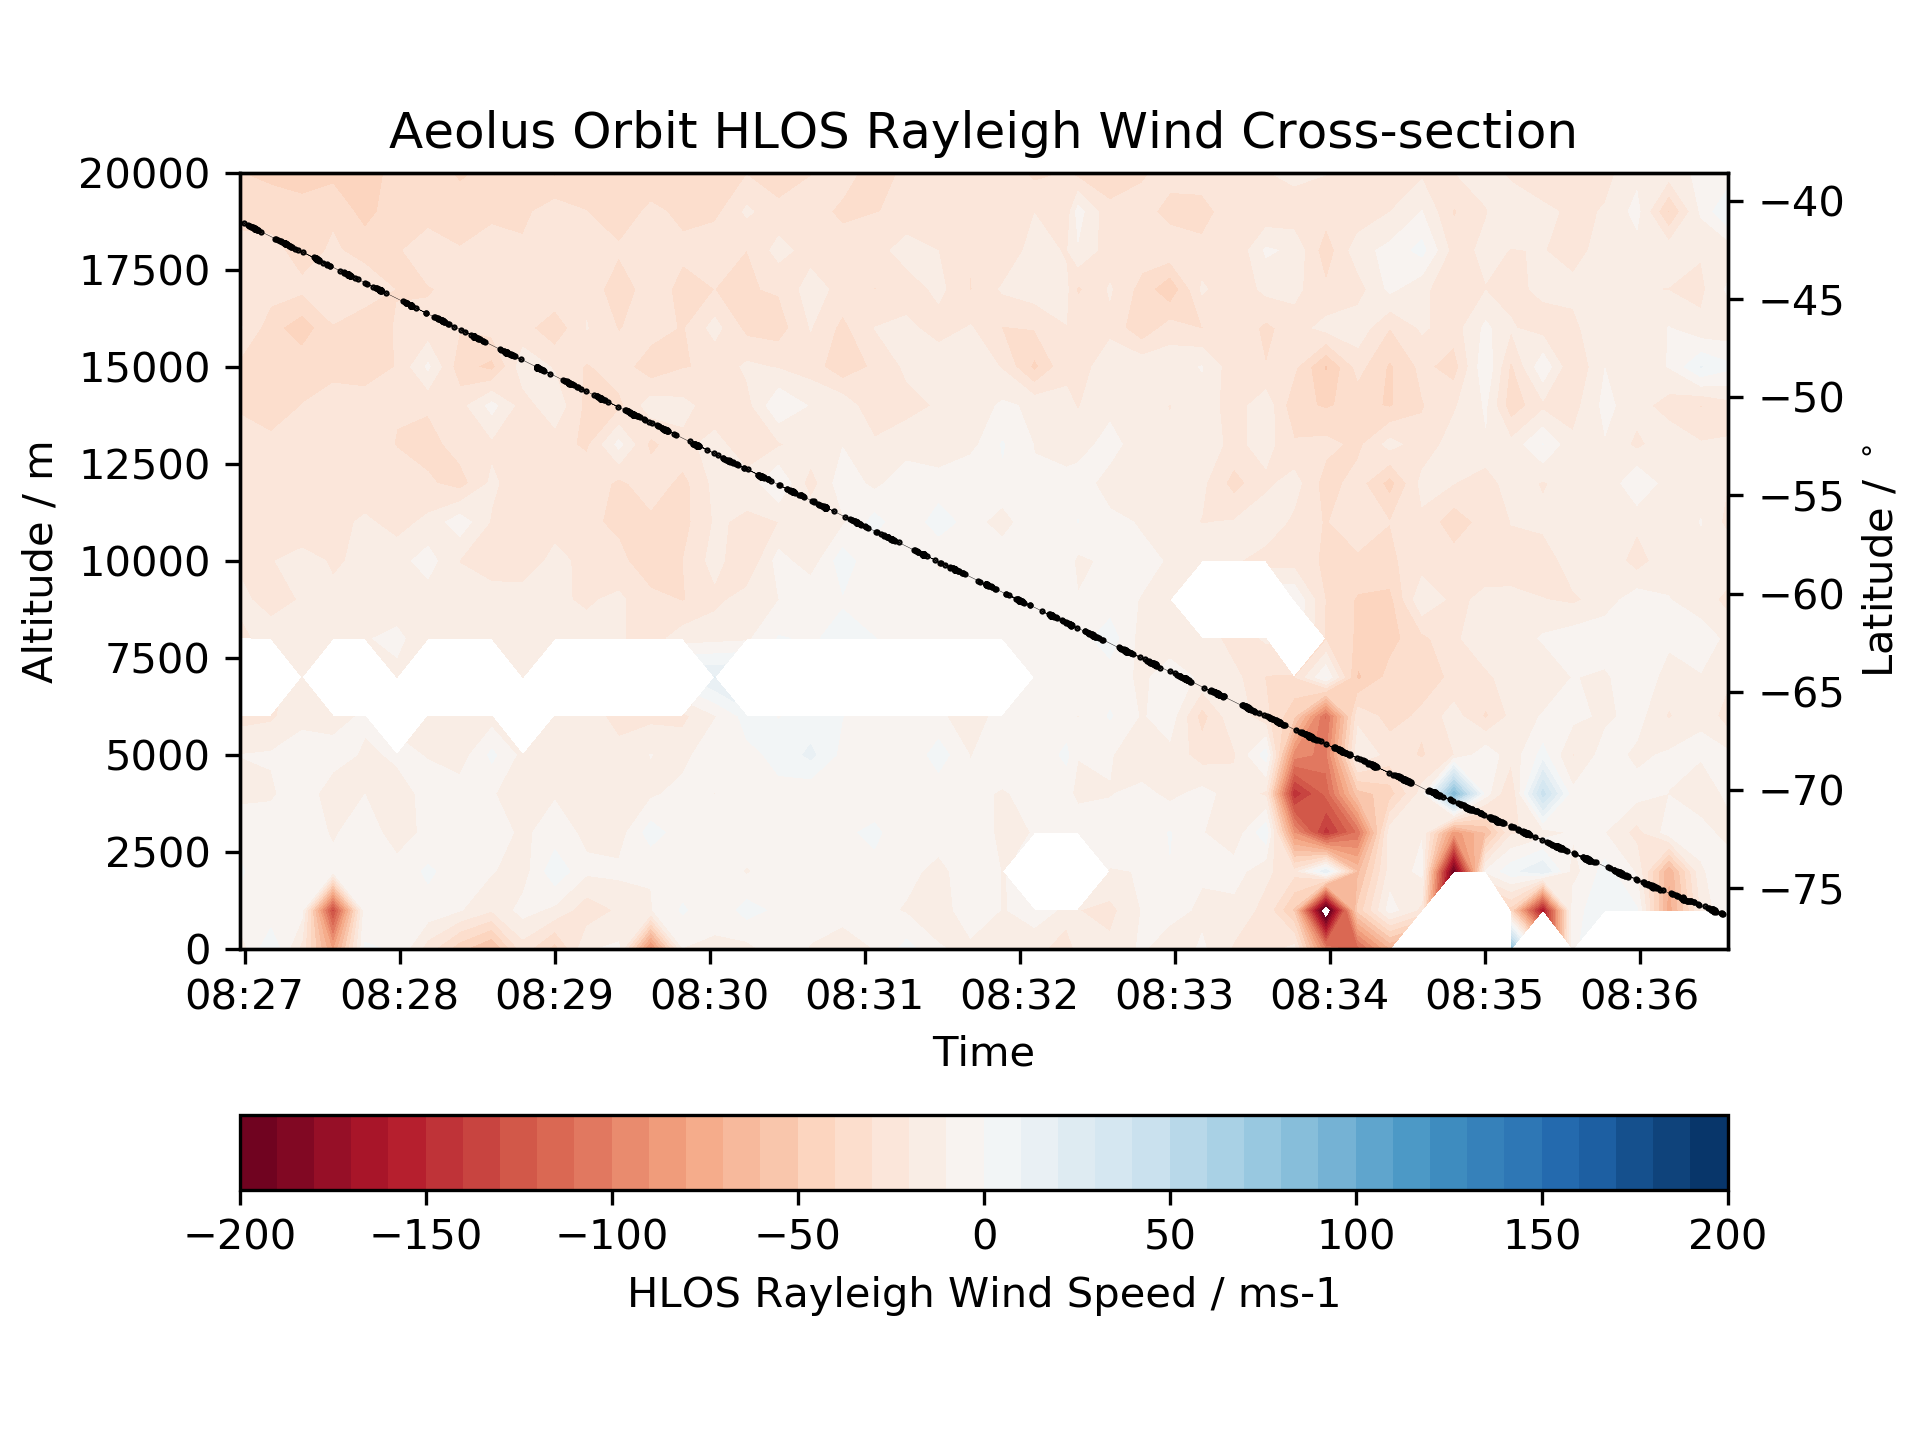 Aeolus Orbit HLOS Rayleigh Wind Cross-section
20000
17500
15000
12500
10000
7500
5000
2500
0
Altitude / m
−40
−45
−50
−55
−60
−65
−70
−75
Latitude / °
08:27 08:28 08:29 08:30 08:31 08:32 08:33 08:34 08:35 08:36
Time
−200 −150 −100 −50 0 50 100 150 200
HLOS Rayleigh Wind Speed / ms-1